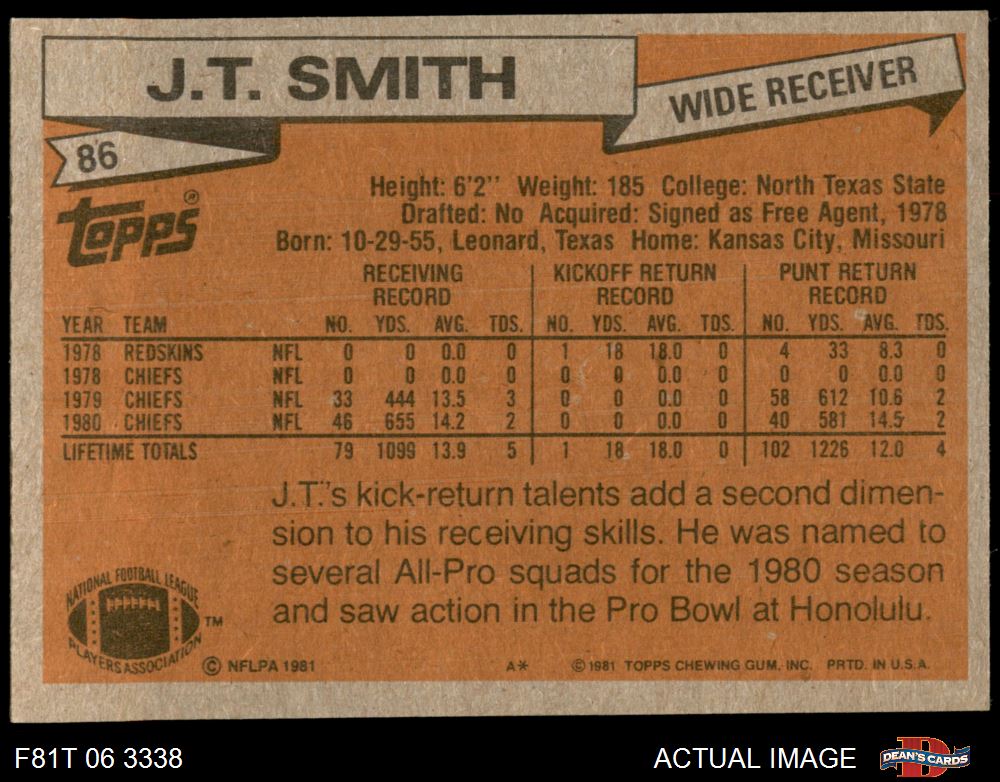 J.T. SMITH
WIDE RECEIVER
86
topps®
Height: 6'2" Weight: 185 College: North Texas State
Drafted: No Acquired: Signed as Free Agent, 1978
Born: 10-29-55, Leonard, Texas Home: Kansas City, Missouri
RECEIVING RECORD KICKOFF RETURN RECORD PUNT RETURN RECORD
YEAR TEAM NO. YDS. AVG. TDS. NO. YDS. AVG. TDS. NO. YDS. AVG. TDS.
1978 REDSKINS NFL 0 0 0.0 0 1 18 18.0 0 4 33 8.3 0
1978 CHIEFS NFL 0 0 0.0 0 0 0 0.0 0 0 0 0.0 0
1979 CHIEFS NFL 33 444 13.5 3 0 0 0.0 0 58 612 10.6 2
1980 CHIEFS NFL 46 655 14.2 2 0 0 0.0 0 40 581 14.5 2
LIFETIME TOTALS 79 1099 13.9 5 1 18 18.0 0 102 1226 12.0 4
J.T.'s kick-return talents add a second dimen-
sion to his receiving skills. He was named to
several All-Pro squads for the 1980 season
and saw action in the Pro Bowl at Honolulu.
NATIONAL FOOTBALL LEAGUE
PLAYERS ASSOCIATION
TM
© NFLPA 1981
A*
© 1981 TOPPS CHEWING GUM, INC. PRTD. IN U.S.A.
F81T 06 3338
ACTUAL IMAGE
D
DEAN'S CARDS